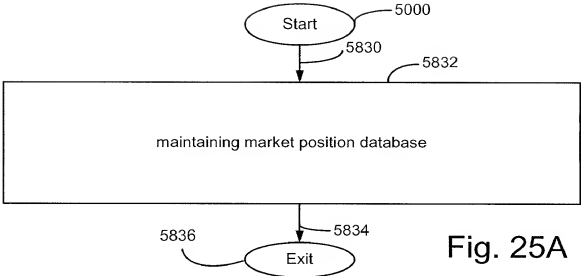 Start
5000
5830
5832
maintaining market position database
5834
5836
Exit
Fig. 25A